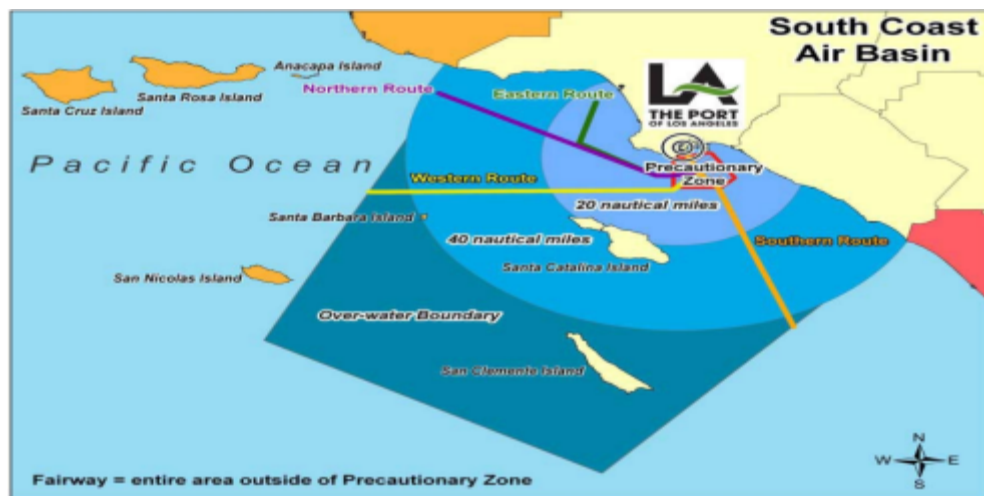 South Coast
Air Basin
Anacapa Island
Santa Rosa Island
Santa Cruz Island
Northern Route
Eastern Route
LA
THE PORT
OF LOS ANGELES
Pacific Ocean
Precautionary
Zone
Western Route
20 nautical miles
Santa Barbara Island
40 nautical miles
Southern Route
Santa Catalina Island
San Nicolas Island
Over-water Boundary
San Clemente Island
N
W
E
S
Fairway = entire area outside of Precautionary Zone